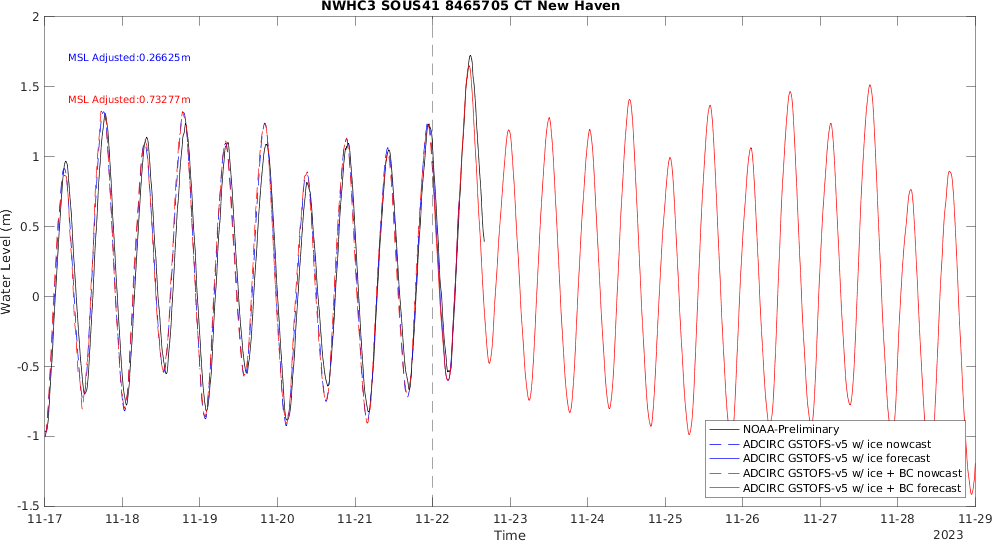 NWHC3 SOUS41 8465705 CT New Haven
MSL Adjusted:0.26625m
MSL Adjusted:0.73277m
Water Level (m)
2
1.5
1
0.5
0
-0.5
-1
-1.5
NOAA-Preliminary
ADCIRC GSTOFS-v5 w/ ice nowcast
ADCIRC GSTOFS-v5 w/ ice forecast
ADCIRC GSTOFS-v5 w/ ice + BC nowcast
ADCIRC GSTOFS-v5 w/ ice + BC forecast
11-17 11-18 11-19 11-20 11-21 11-22 11-23 11-24 11-25 11-26 11-27 11-28 11-29
Time
2023